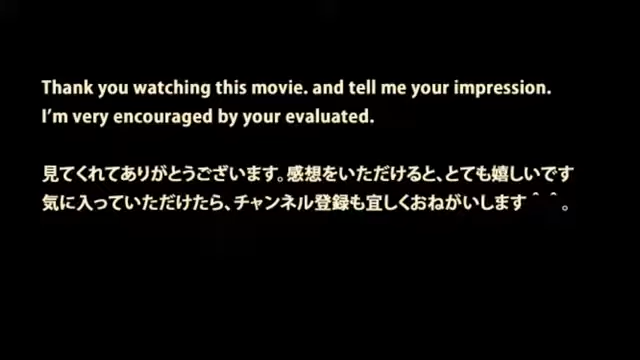 Thank you watching this movie. and tell me your impression.
I'm very encouraged by your evaluated.
見てくれてありがとうございます。感想をいただけると、とても嬉しいです
気に入っていただけたら、チャンネル登録も宜しくおねがいします＾＾。